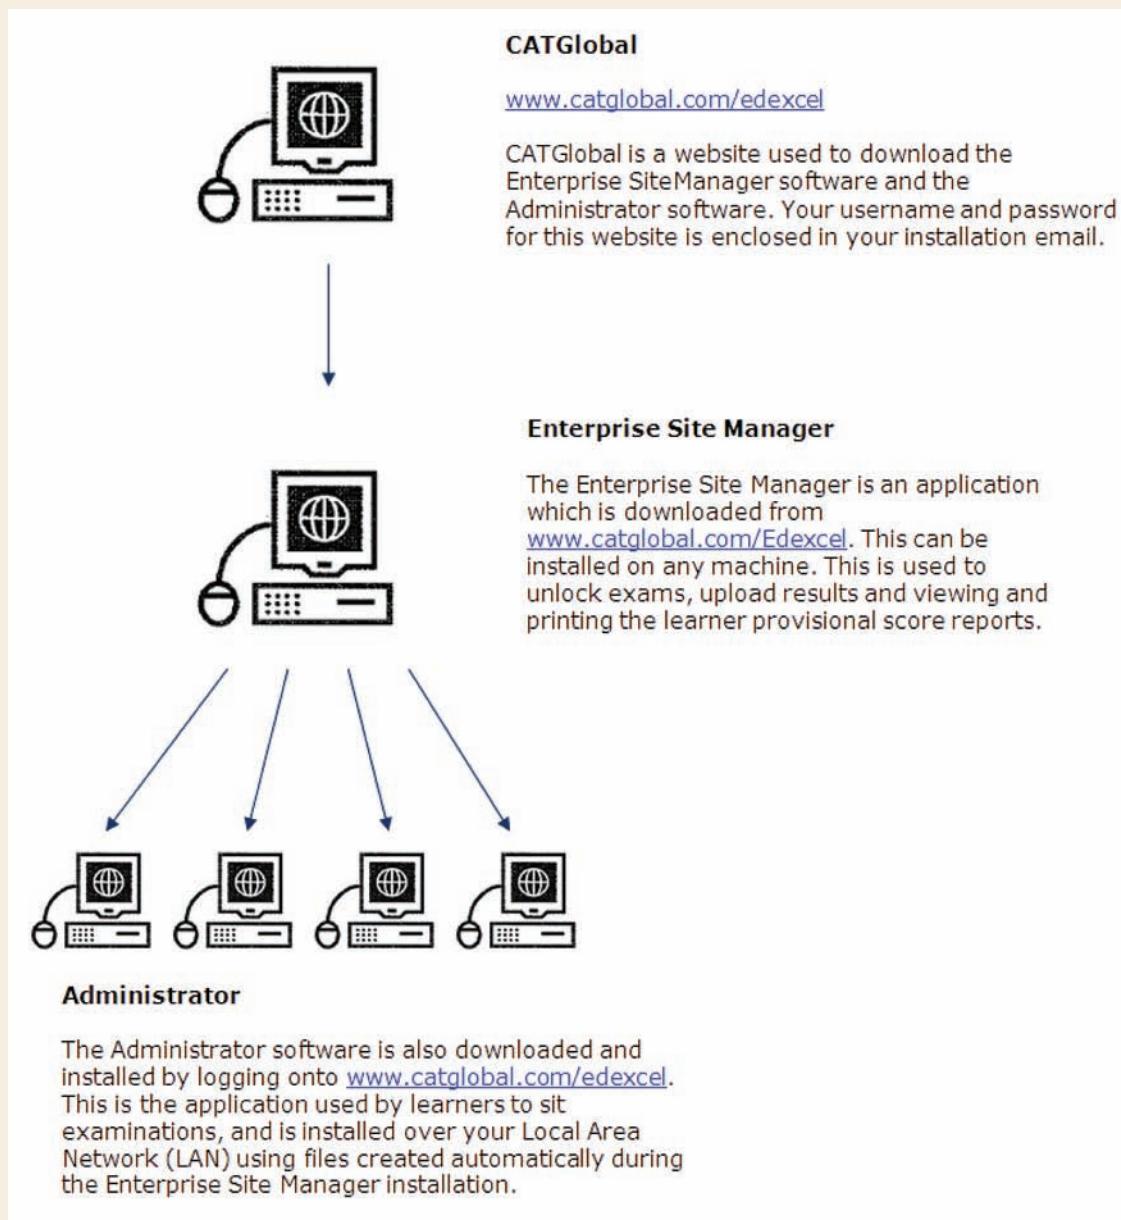 CATGlobal
www.catglobal.com/edexcel
CATGlobal is a website used to download the
Enterprise SiteManager software and the
Administrator software. Your username and password
for this website is enclosed in your installation email.
Enterprise Site Manager
The Enterprise Site Manager is an application
which is downloaded from
www.catglobal.com/Edexcel. This can be
installed on any machine. This is used to
unlock exams, upload results and viewing and
printing the learner provisional score reports.
Administrator
The Administrator software is also downloaded and
installed by logging onto www.catglobal.com/edexcel.
This is the application used by learners to sit
examinations, and is installed over your Local Area
Network (LAN) using files created automatically during
the Enterprise Site Manager installation.